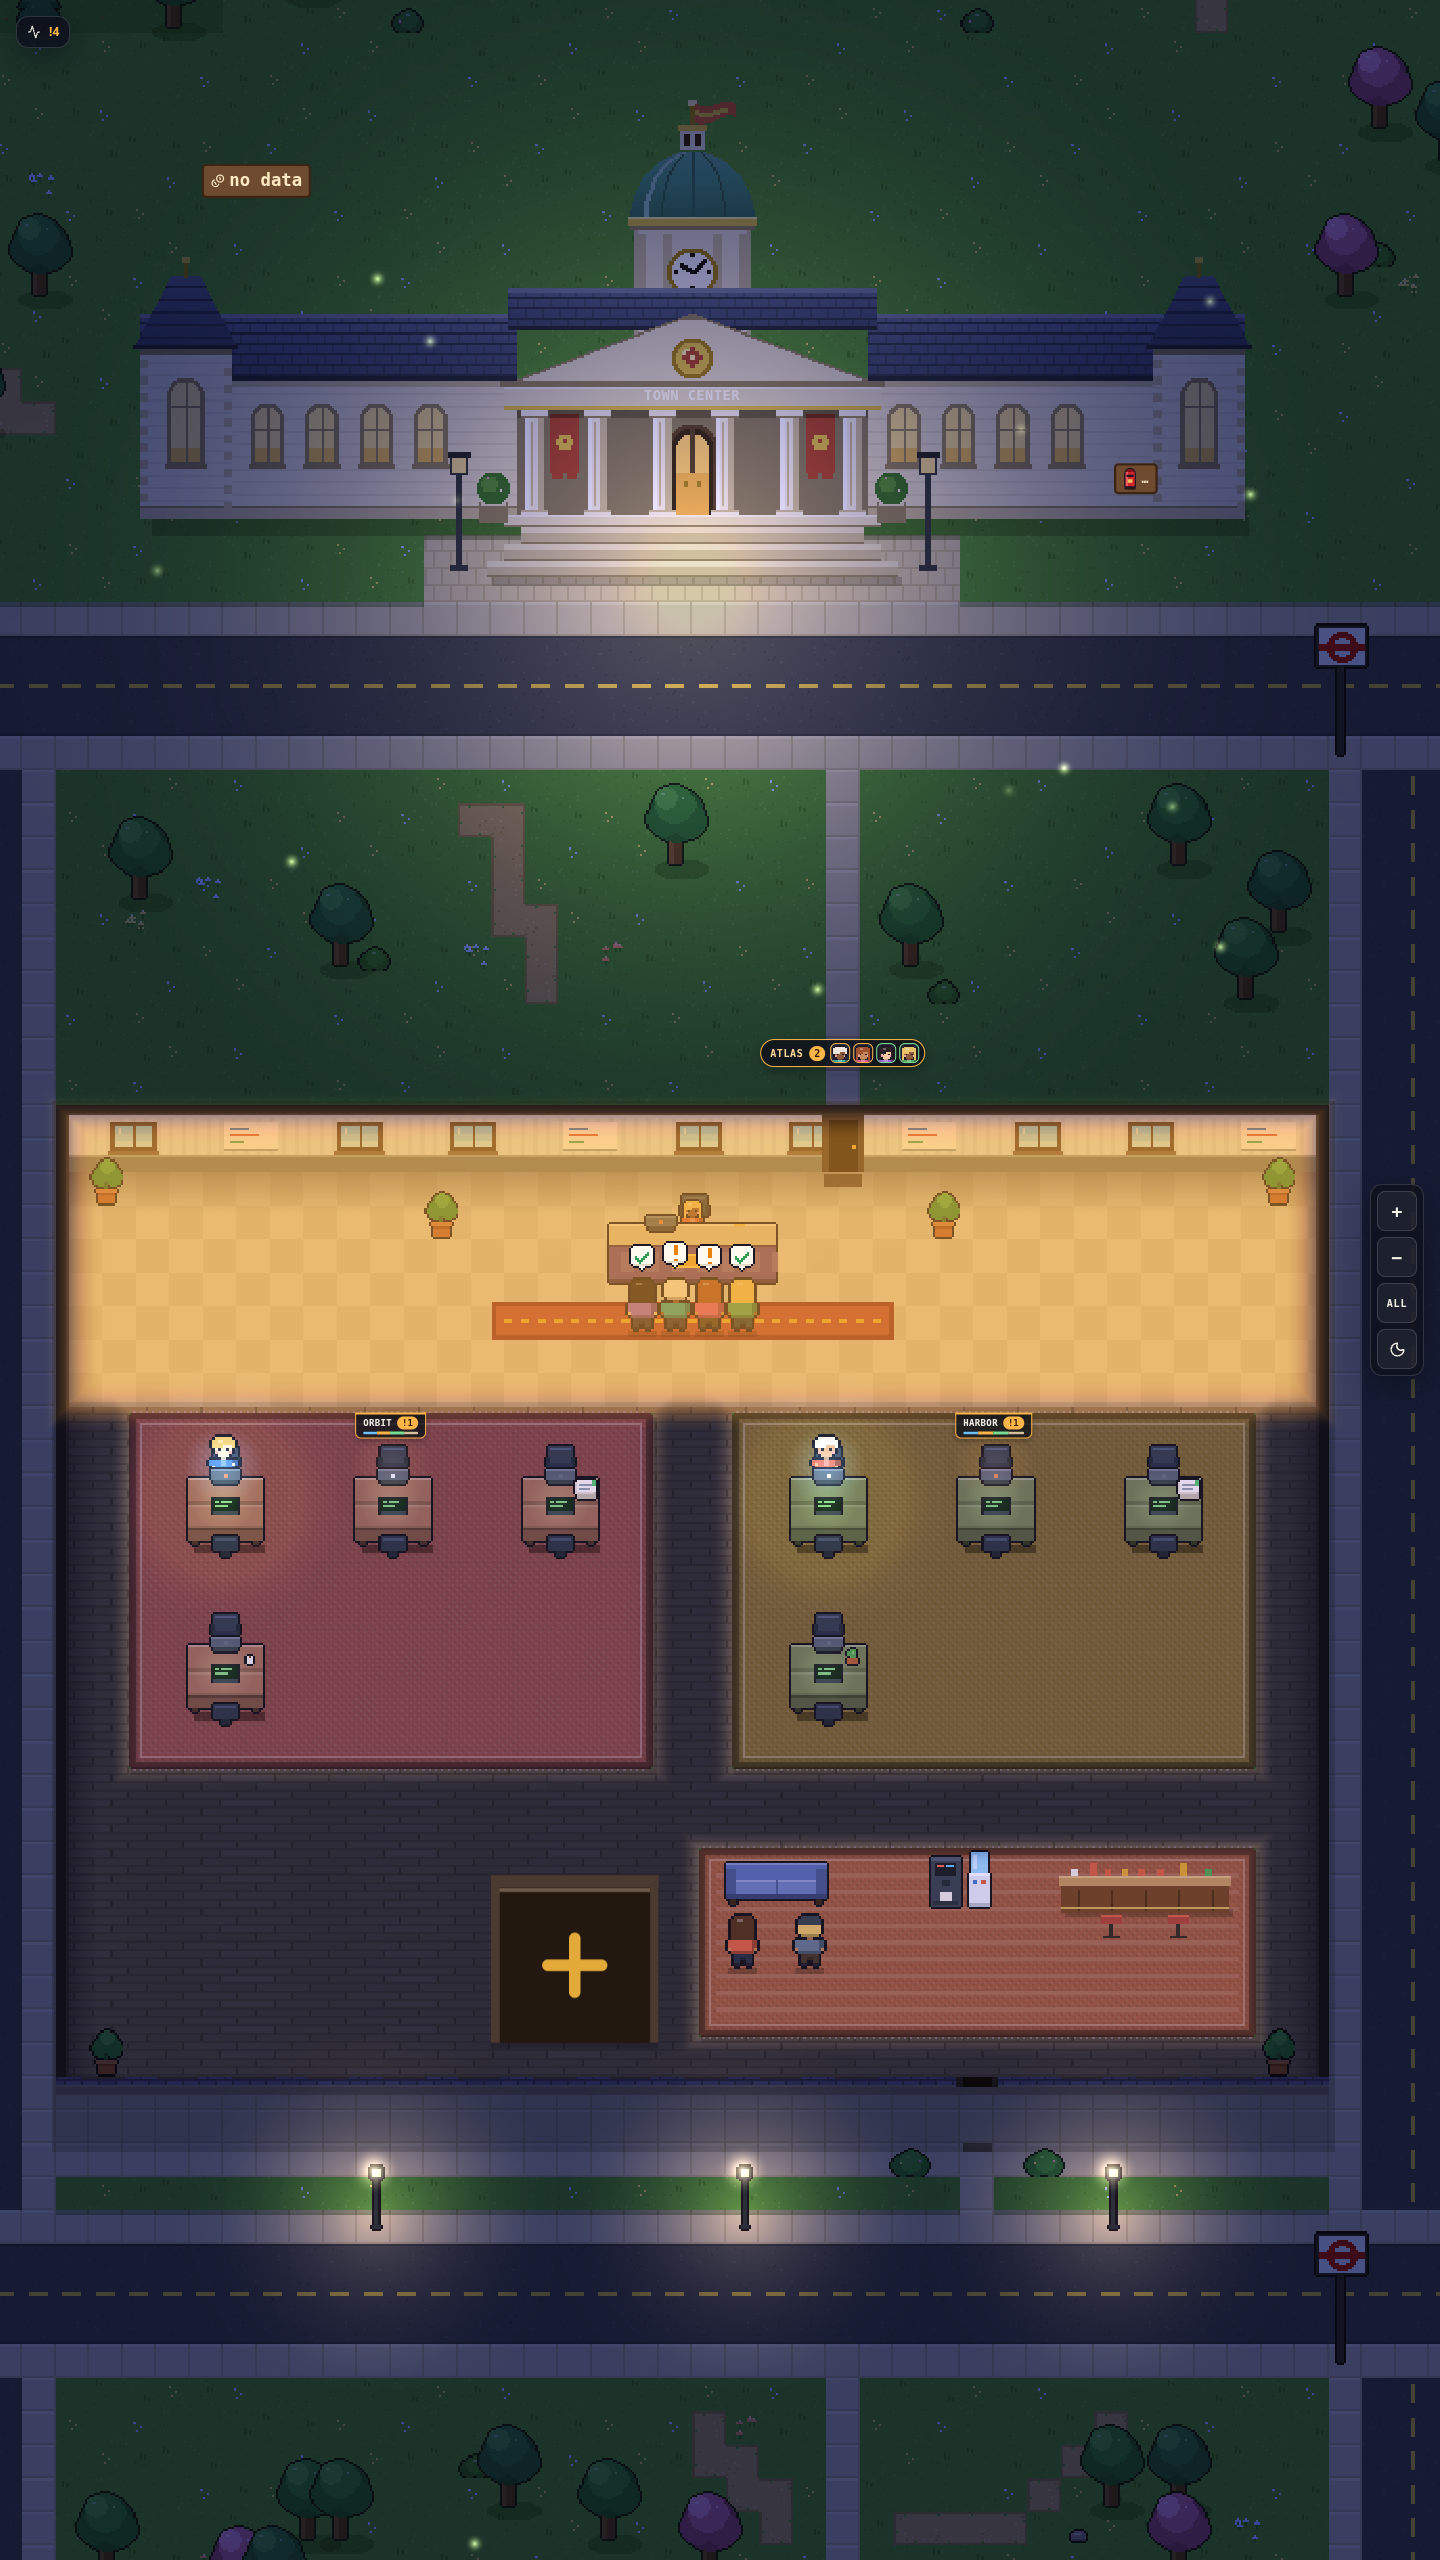 !4
no data
TOWN CENTER
...
ATLAS 2
+
−
ALL
ORBIT !1
HARBOR !1